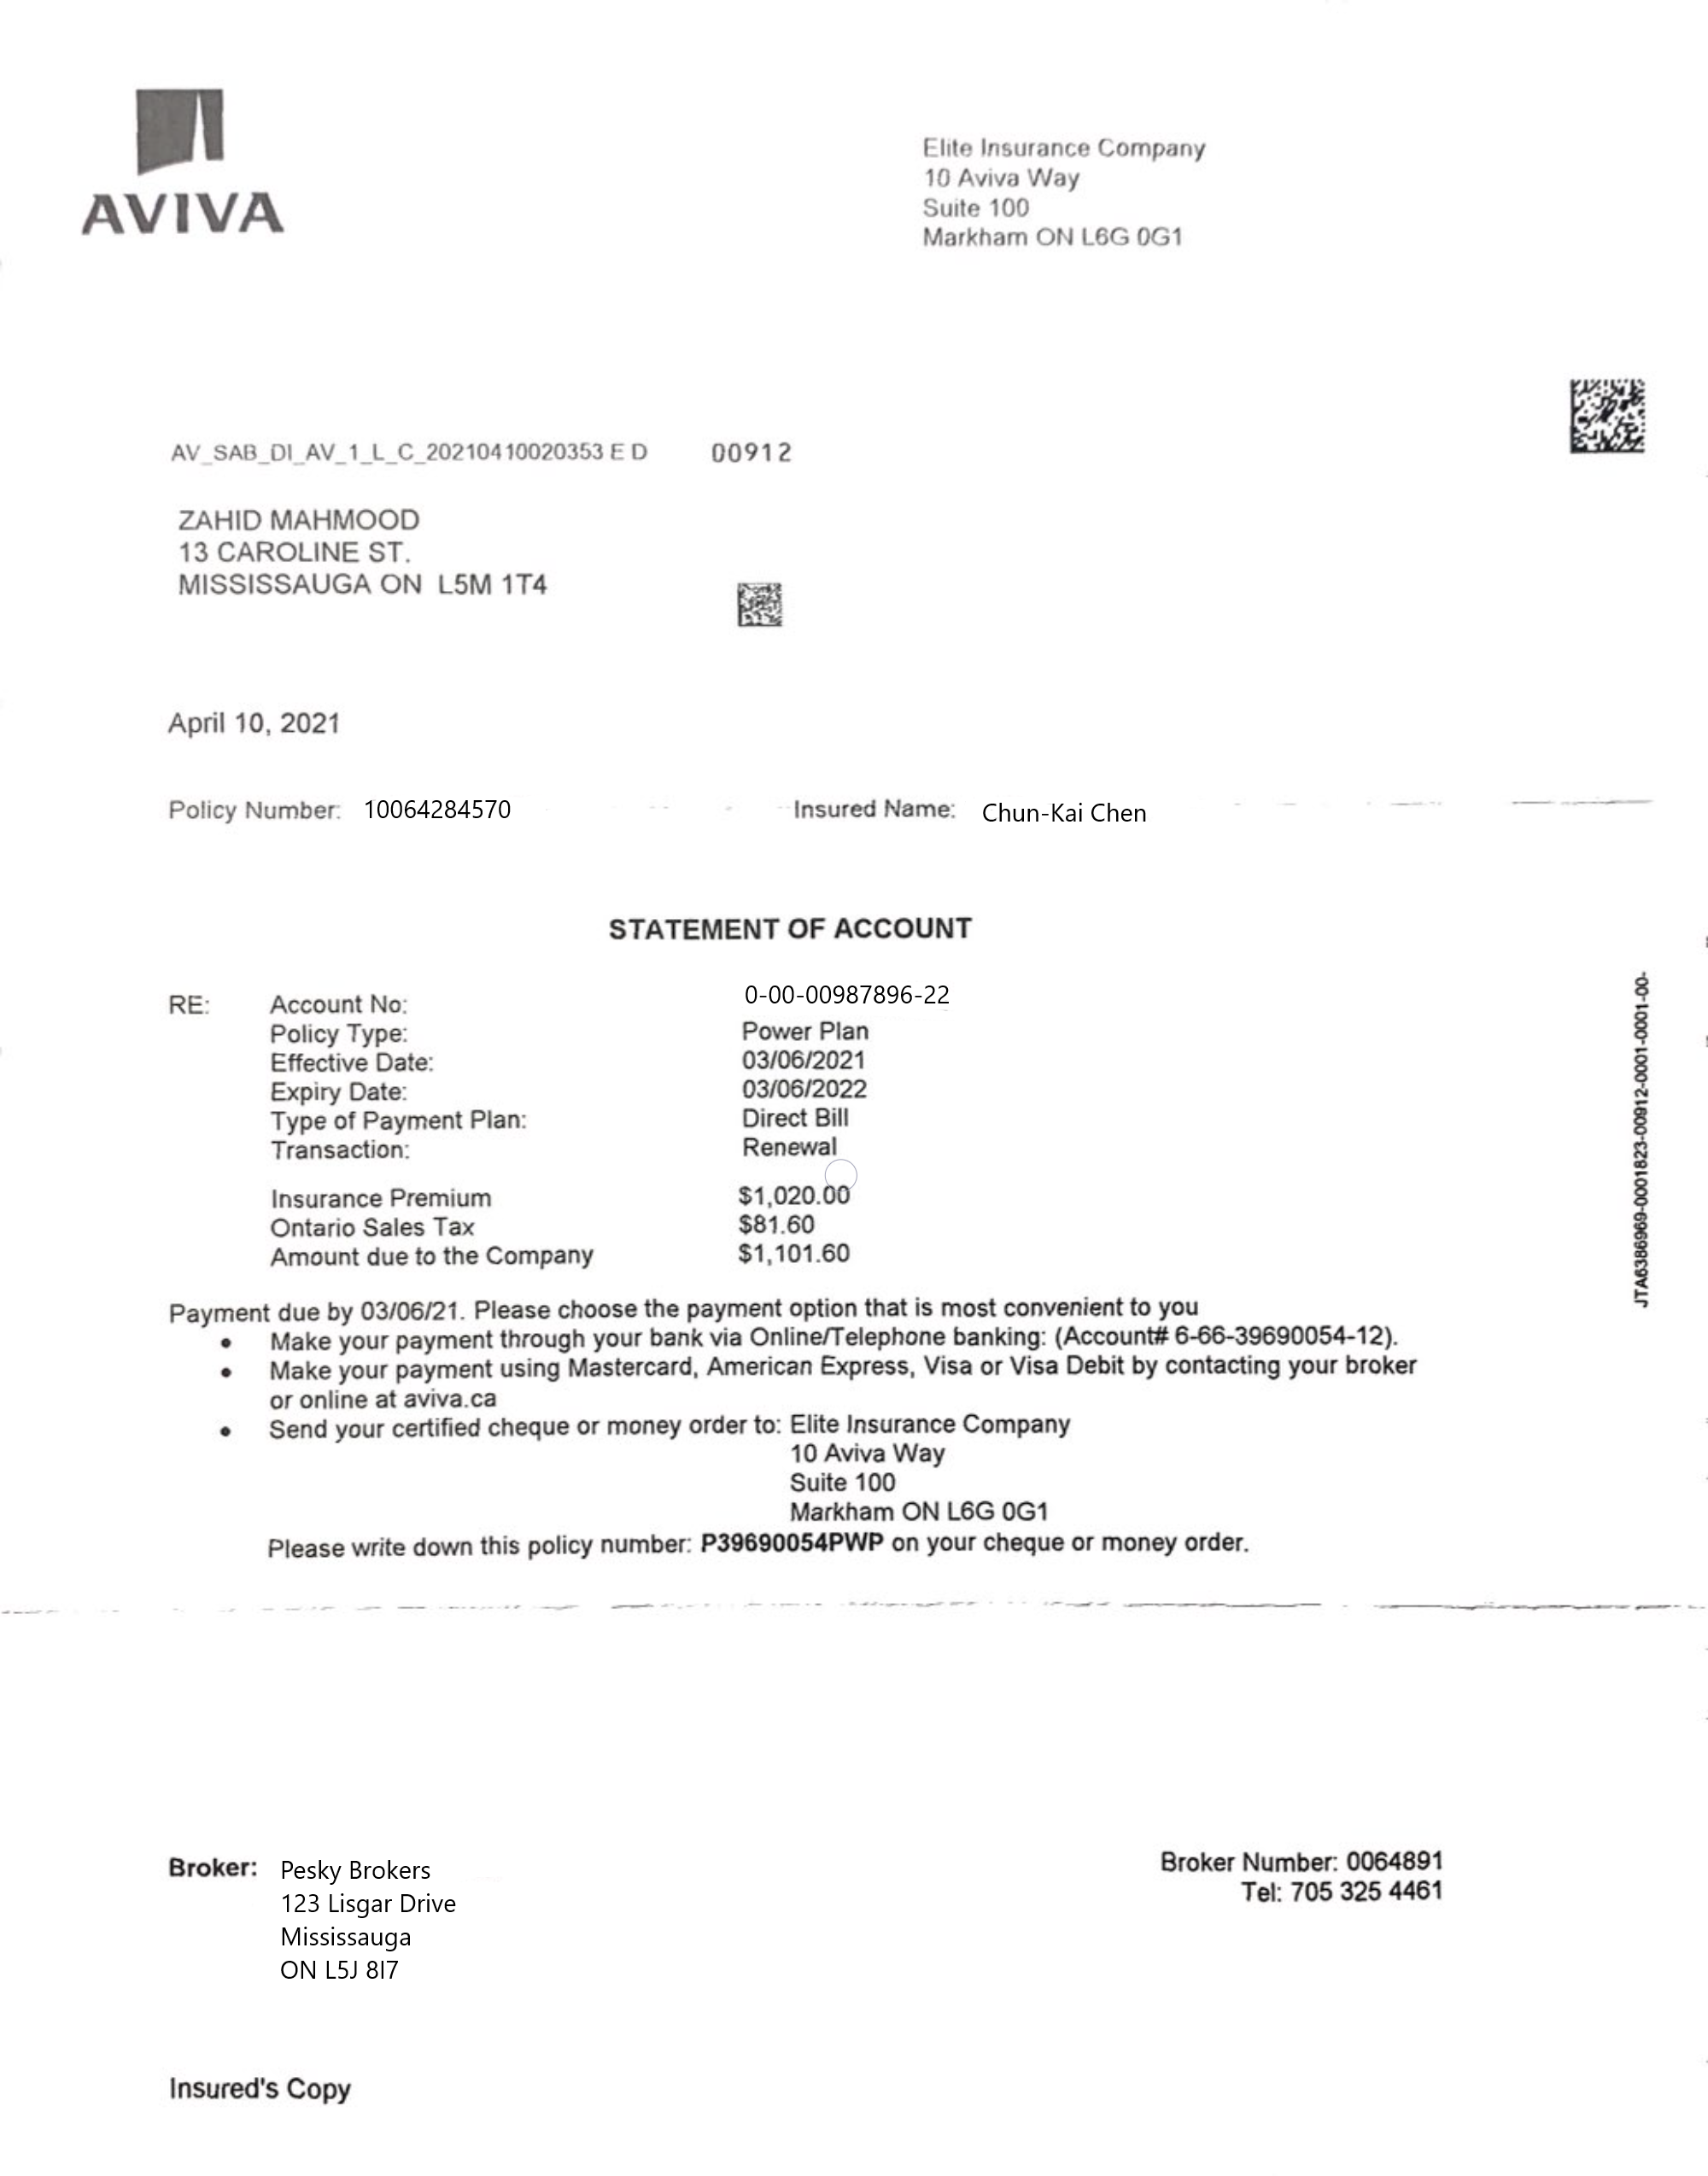 AVIVA
Elite Insurance Company
10 Aviva Way
Suite 100
Markham ON L6G 0G1
AV_SAB_DI_AV_1_L_C_20210410020353 E D 00912
ZAHID MAHMOOD
13 CAROLINE ST.
MISSISSAUGA ON L5M 1T4
April 10, 2021
Policy Number: 10064284570 Insured Name: Chun-Kai Chen
STATEMENT OF ACCOUNT
RE: Account No: 0-00-00987896-22
Policy Type: Power Plan
Effective Date: 03/06/2021
Expiry Date: 03/06/2022
Type of Payment Plan: Direct Bill
Transaction: Renewal
Insurance Premium $1,020.00
Ontario Sales Tax $81.60
Amount due to the Company $1,101.60
Payment due by 03/06/21. Please choose the payment option that is most convenient to you
• Make your payment through your bank via Online/Telephone banking: (Account# 6-66-39690054-12).
• Make your payment using Mastercard, American Express, Visa or Visa Debit by contacting your broker
or online at aviva.ca
• Send your certified cheque or money order to: Elite Insurance Company
10 Aviva Way
Suite 100
Markham ON L6G 0G1
Please write down this policy number: P39690054PWP on your cheque or money order.
JTA6386969-0001823-00912-0001-0001-00-
Broker: Pesky Brokers
123 Lisgar Drive
Mississauga
ON L5J 8I7
Broker Number: 0064891
Tel: 705 325 4461
Insured's Copy